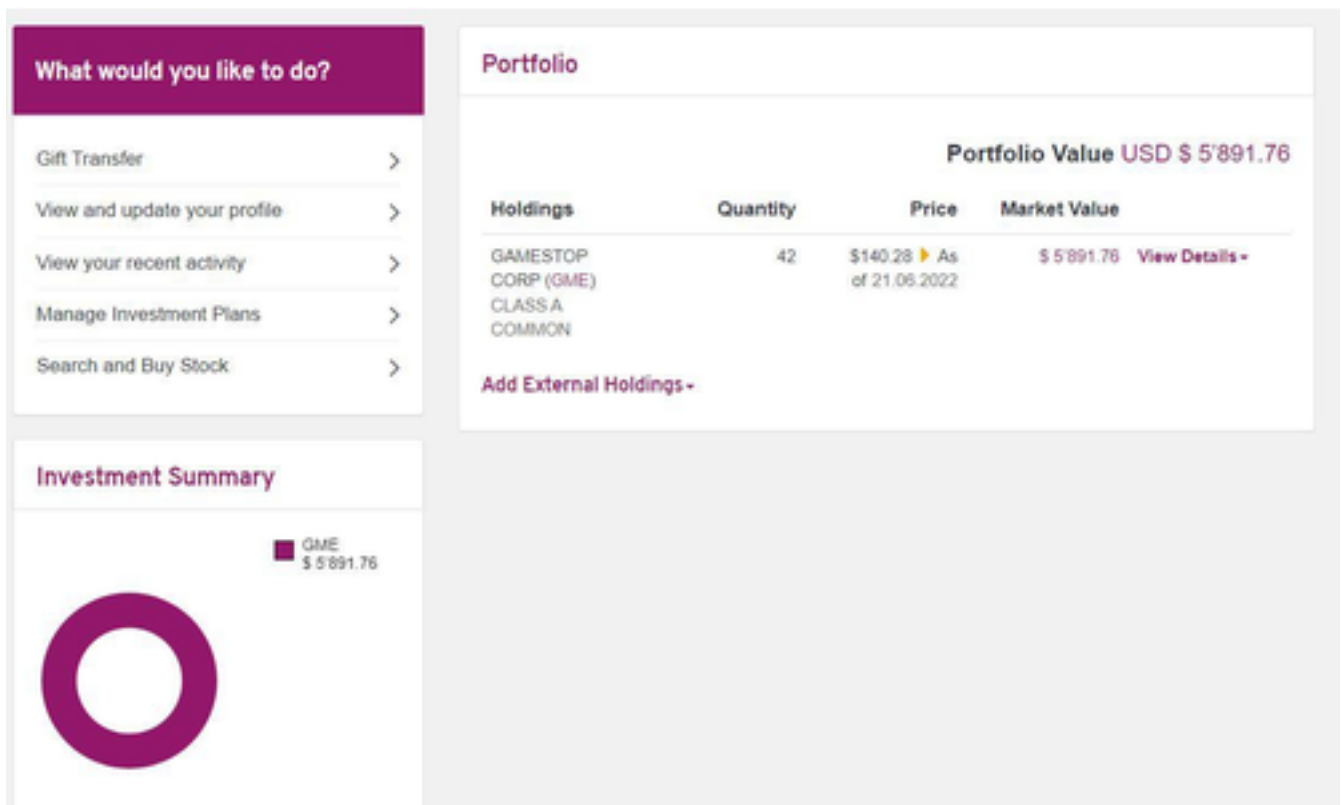 What would you like to do?
Gift Transfer
View and update your profile
View your recent activity
Manage Investment Plans
Search and Buy Stock
Investment Summary
GME
$ 5'891.76
Portfolio
Portfolio Value USD $ 5'891.76
Holdings Quantity Price Market Value
GAMESTOP 42 $140.28 As $ 5'891.76 View Details
CORP (GME) of 21.06.2022
CLASS A
COMMON
Add External Holdings